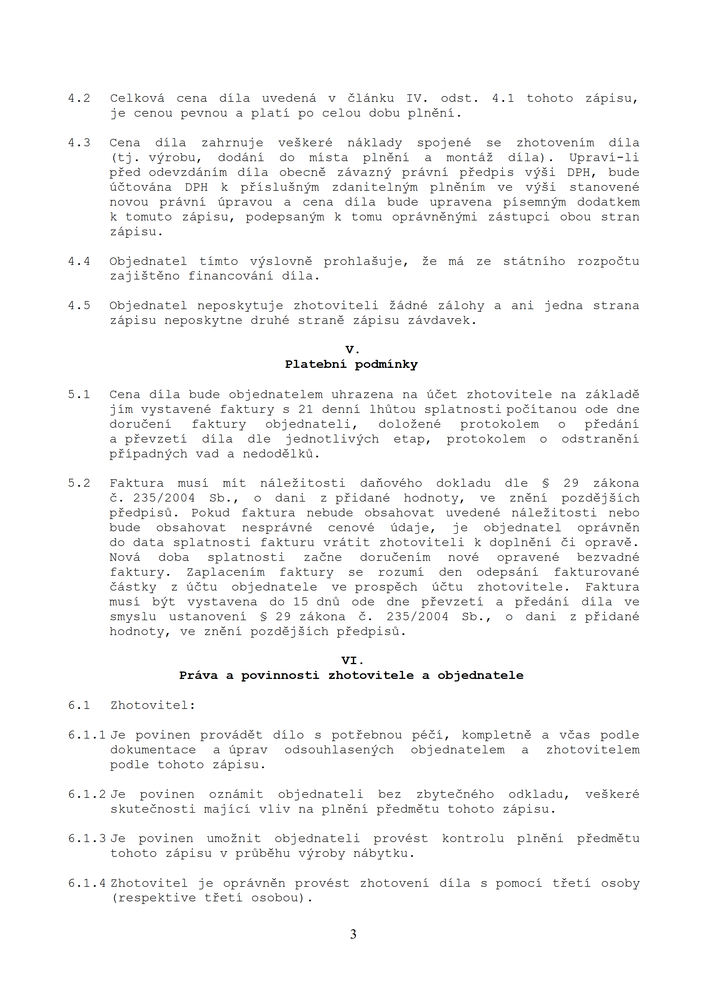 4.2 Celková cena díla uvedená v článku IV. odst. 4.1 tohoto zápisu,
je cenou pevnou a platí po celou dobu plnění.
4.3 Cena díla zahrnuje veškeré náklady spojené se zhotovením díla
(tj. výrobu, dodání do místa plnění a montáž díla). Upraví-li
před odevzdáním díla obecně závazný právní předpis výši DPH, bude
účtována DPH k příslušným zdanitelným plněním ve výši stanovené
novou právní úpravou a cena díla bude upravena písemným dodatkem
k tomuto zápisu, podepsaným k tomu oprávněnými zástupci obou stran
zápisu.
4.4 Objednatel tímto výslovně prohlašuje, že má ze státního rozpočtu
zajištěno financování díla.
4.5 Objednatel neposkytuje zhotoviteli žádné zálohy a ani jedna strana
zápisu neposkytne druhé straně zápisu závdavek.
V.
Platební podmínky
5.1 Cena díla bude objednatelem uhrazena na účet zhotovitele na základě
jím vystavené faktury s 21 denní lhůtou splatnosti počítanou ode dne
doručení faktury objednateli, doložené protokolem o předání
a převzetí díla dle jednotlivých etap, protokolem o odstranění
případných vad a nedodělků.
5.2 Faktura musí mít náležitosti daňového dokladu dle § 29 zákona
č. 235/2004 Sb., o dani z přidané hodnoty, ve znění pozdějších
předpisů. Pokud faktura nebude obsahovat uvedené náležitosti nebo
bude obsahovat nesprávné cenové údaje, je objednatel oprávněn
do data splatnosti fakturu vrátit zhotoviteli k doplnění či opravě.
Nová doba splatnosti začne doručením nové opravené bezvadné
faktury. Zaplacením faktury se rozumí den odepsání fakturované
částky z účtu objednatele ve prospěch účtu zhotovitele. Faktura
musí být vystavena do 15 dnů ode dne převzetí a předání díla ve
smyslu ustanovení § 29 zákona č. 235/2004 Sb., o dani z přidané
hodnoty, ve znění pozdějších předpisů.
VI.
Práva a povinnosti zhotovitele a objednatele
6.1 Zhotovitel:
6.1.1 Je povinen provádět dílo s potřebnou péčí, kompletně a včas podle
dokumentace a úprav odsouhlasených objednatelem a zhotovitelem
podle tohoto zápisu.
6.1.2 Je povinen oznámit objednateli bez zbytečného odkladu, veškeré
skutečnosti mající vliv na plnění předmětu tohoto zápisu.
6.1.3 Je povinen umožnit objednateli provést kontrolu plnění předmětu
tohoto zápisu v průběhu výroby nábytku.
6.1.4 Zhotovitel je oprávněn provést zhotovení díla s pomocí třetí osoby
(respektive třetí osobou).
3